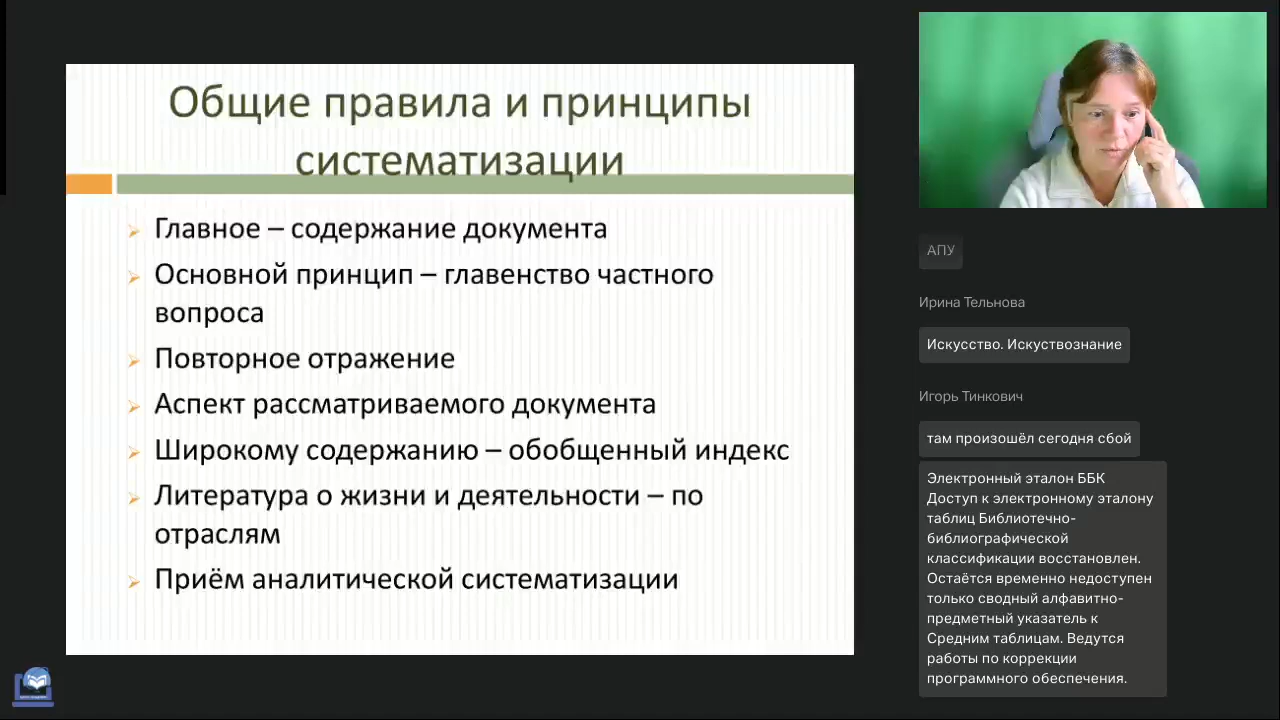 Общие правила и принципы
систематизации
Главное – содержание документа
Основной принцип – главенство частного
вопроса
Повторное отражение
Аспект рассматриваемого документа
Широкому содержанию – обобщенный индекс
Литература о жизни и деятельности – по
отраслям
Приём аналитической систематизации
АПУ
Ирина Тельнова
Искусство. Искуствознание
Игорь Тинкович
там произошёл сегодня сбой
Электронный эталон ББК
Доступ к электронному эталону
таблиц Библиотечно-
библиографической
классификации восстановлен.
Остаётся временно недоступен
только сводный алфавитно-
предметный указатель к
Средним таблицам. Ведутся
работы по коррекции
программного обеспечения.